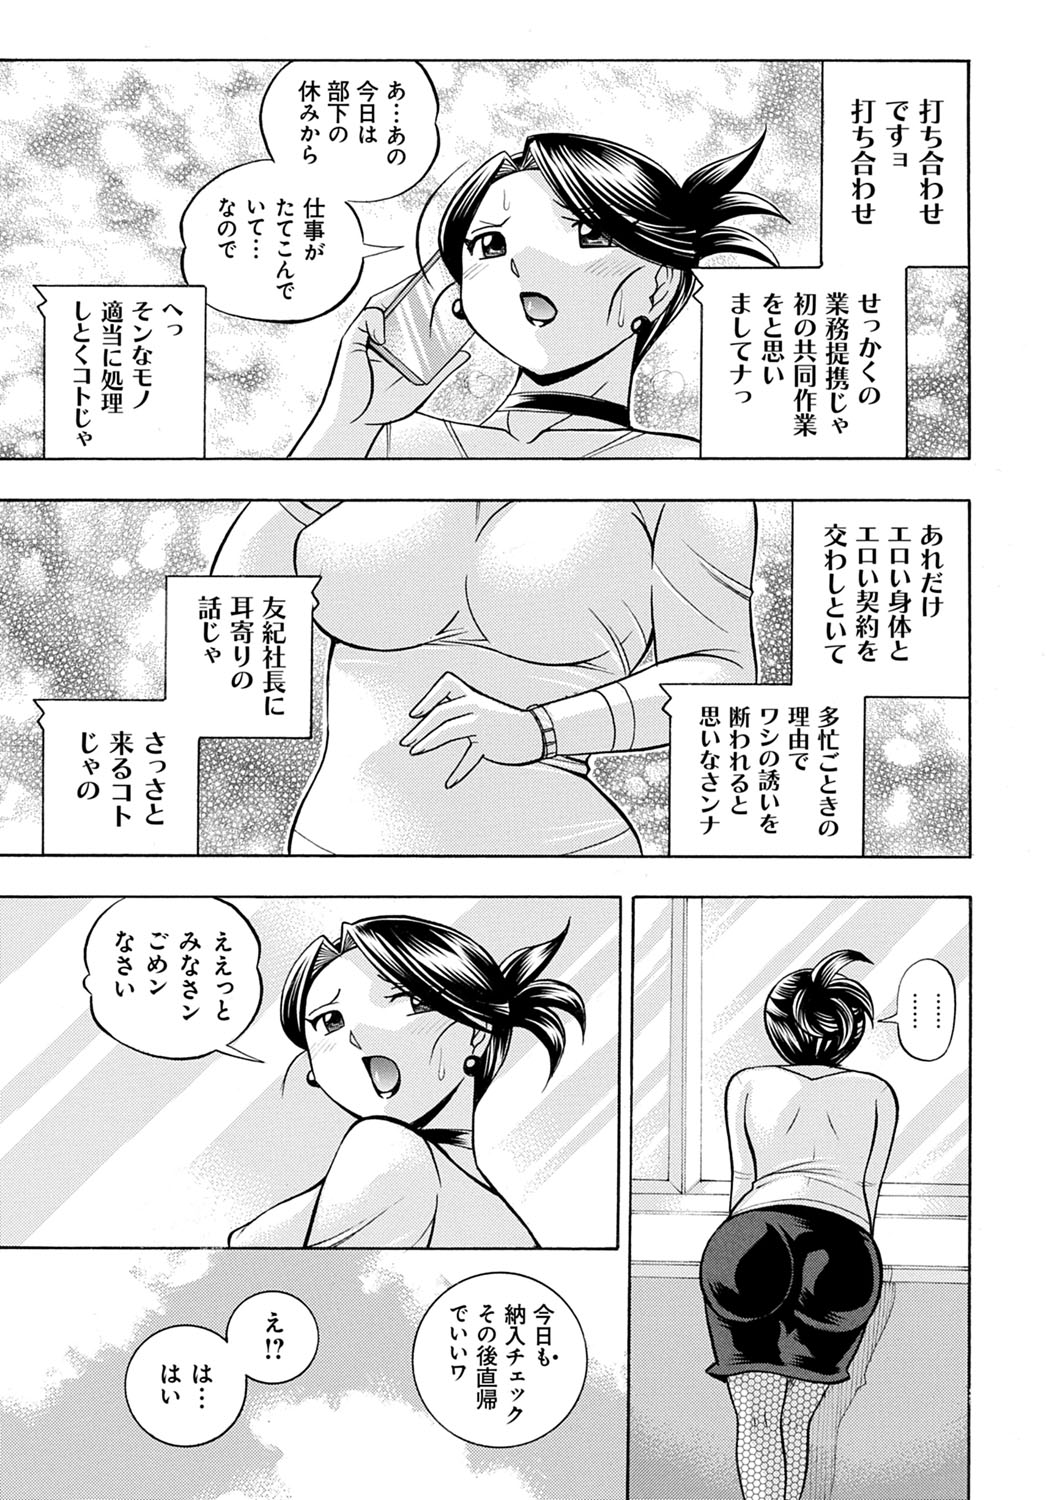 打ち合わせ
ですョ
打ち合わせ
せっかくの
業務提携じゃ
初の共同作業
をと思い
ましてナっ
あ…あの
今日は
部下の
休みから
仕事が
たてこんで
いて…
なので
へっ
そンなモノ
適当に処理
しとくコトじゃ
あれだけ
エロい身体と
エロい契約を
交わしといて
多忙ごときの
理由で
ワシの誘いを
断われると
思いなさンナ
友紀社長に
耳寄りの
話じゃ
さっさと
来るコト
じゃの
……
……
ええっと
みなさン
ごめン
なさい
今日も
納入チェック
その後直帰
でいいワ
え!?
は…
はい